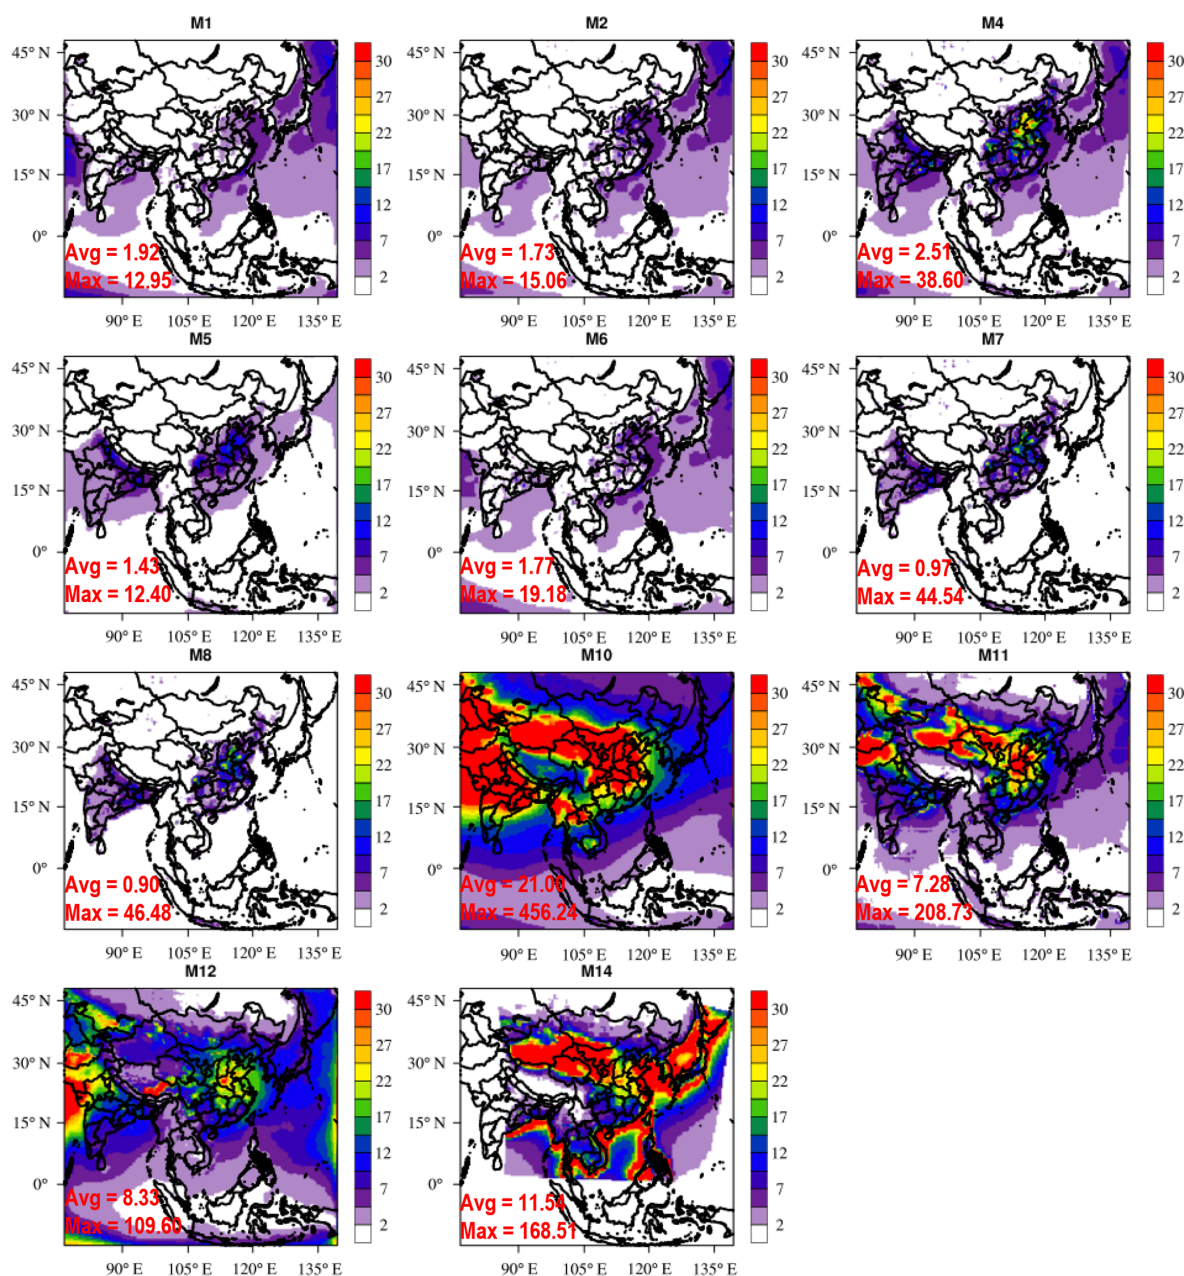 M1
M2
M4
45° N
30° N
15° N
0°
Avg = 1.92
Max = 12.95
90° E 105° E 120° E 135° E
30
27
22
17
12
7
2
45° N
30° N
15° N
0°
Avg = 1.73
Max = 15.06
90° E 105° E 120° E 135° E
30
27
22
17
12
7
2
45° N
30° N
15° N
0°
Avg = 2.51
Max = 38.60
90° E 105° E 120° E 135° E
30
27
22
17
12
7
2
M5
M6
M7
45° N
30° N
15° N
0°
Avg = 1.43
Max = 12.40
90° E 105° E 120° E 135° E
30
27
22
17
12
7
2
45° N
30° N
15° N
0°
Avg = 1.77
Max = 19.18
90° E 105° E 120° E 135° E
30
27
22
17
12
7
2
45° N
30° N
15° N
0°
Avg = 0.97
Max = 44.54
90° E 105° E 120° E 135° E
30
27
22
17
12
7
2
M8
M10
M11
45° N
30° N
15° N
0°
Avg = 0.90
Max = 46.48
90° E 105° E 120° E 135° E
30
27
22
17
12
7
2
45° N
30° N
15° N
0°
Avg = 21.00
Max = 456.24
90° E 105° E 120° E 135° E
30
27
22
17
12
7
2
45° N
30° N
15° N
0°
Avg = 7.28
Max = 208.73
90° E 105° E 120° E 135° E
30
27
22
17
12
7
2
M12
M14
45° N
30° N
15° N
0°
Avg = 8.33
Max = 109.60
90° E 105° E 120° E 135° E
30
27
22
17
12
7
2
45° N
30° N
15° N
0°
Avg = 11.54
Max = 168.51
90° E 105° E 120° E 135° E
30
27
22
17
12
7
2